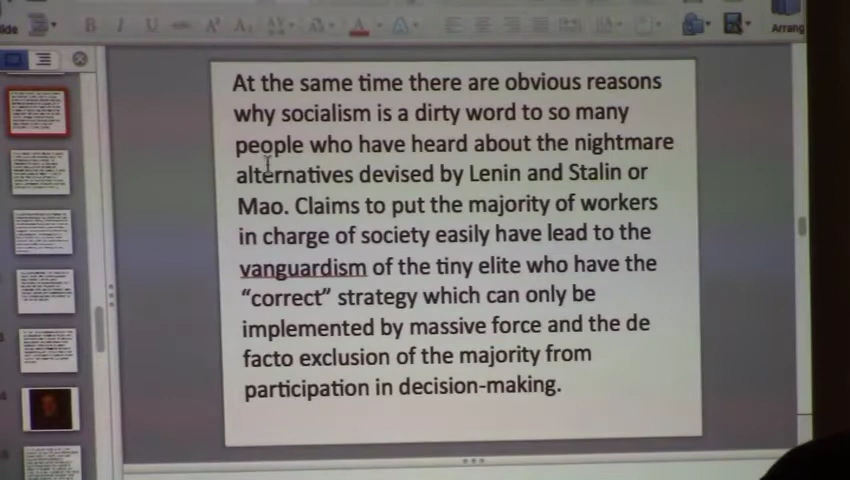 ide
B I U
Arrang
At the same time there are obvious reasons
why socialism is a dirty word to so many
people who have heard about the nightmare
alternatives devised by Lenin and Stalin or
Mao. Claims to put the majority of workers
in charge of society easily have lead to the
vanguardism of the tiny elite who have the
“correct” strategy which can only be
implemented by massive force and the de
facto exclusion of the majority from
participation in decision-making.